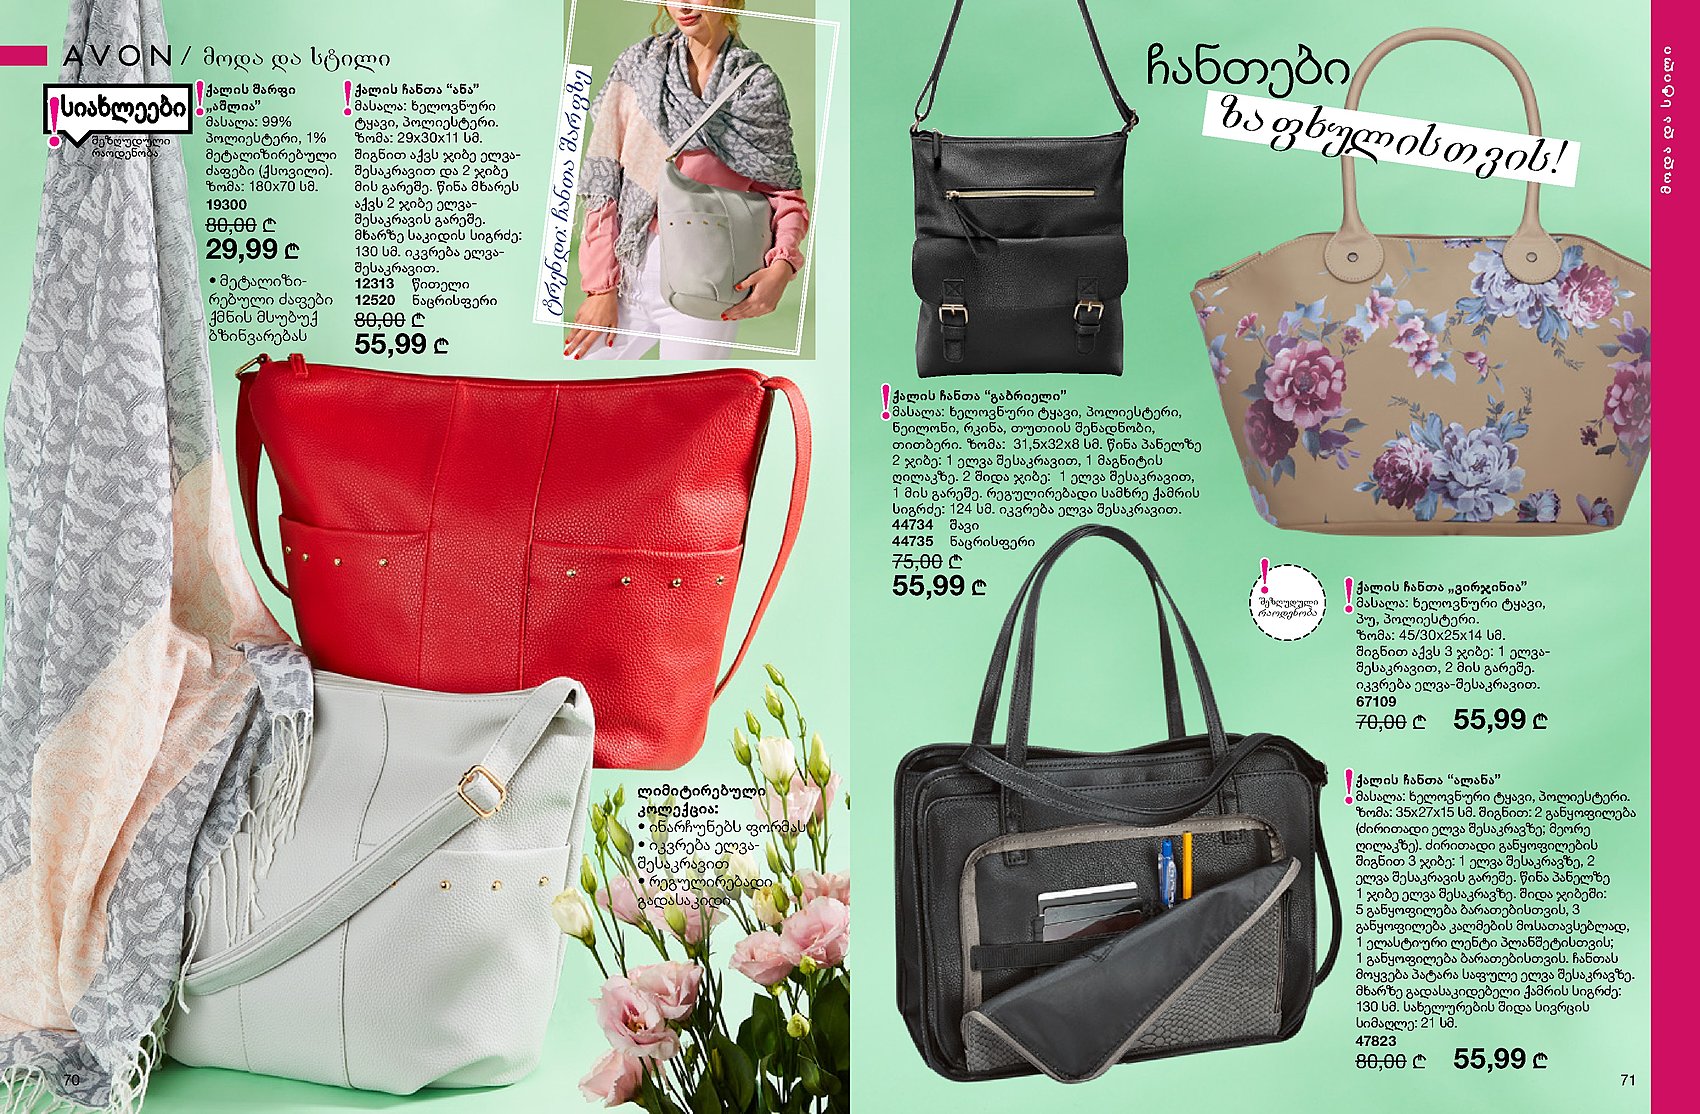 AVON / მოდა და სტილი
! სიახლეები
შეზღუდული
რაოდენობა
! ქალის შარფი
„აშლია”
მასალა: 99%
პოლიესტერი, 1%
მეტალიზირებული
ძაფები (ქსოვილი).
ზომა: 180x70 სმ.
19300
80,00 ₾
29,99 ₾
• მეტალიზი-
რებული ძაფები
ქმნის მსუბუქ
ბზინვარებას
! ქალის ჩანთა “ანა”
მასალა: ხელოვნური
ტყავი, პოლიესტერი.
ზომა: 29x30x11 სმ.
შიგნით აქვს ჯიბე ელვა-
შესაკრავით და 2 ჯიბე
მის გარეშე. წინა მხარეს
აქვს 2 ჯიბე ელვა-
შესაკრავის გარეშე.
მხარზე საკიდის სიგრძე:
130 სმ. იკვრება ელვა-
შესაკრავით.
12313 წითელი
12520 ნაცრისფერი
80,00 ₾
55,99 ₾
ტრენდი: ჩანთა შარფზე
ლიმიტირებული
კოლექცია:
• ინარჩუნებს ფორმას
• იკვრება ელვა-
შესაკრავით
• რეგულირებადი
გადასაკიდი
70
ჩანთები
ზაფხულისთვის!
მოდა და სტილი
! ქალის ჩანთა “გაბრიელი”
მასალა: ხელოვნური ტყავი, პოლიესტერი,
ნეილონი, რკინა, თუთიის შენადნობი,
თითბერი. ზომა: 31,5x32x8 სმ. წინა პანელზე
2 ჯიბე: 1 ელვა შესაკრავით, 1 მაგნიტის
ღილაკზე. 2 შიდა ჯიბე: 1 ელვა შესაკრავით,
1 მის გარეშე. რეგულირებადი სამხრე ქამრის
სიგრძე: 124 სმ. იკვრება ელვა შესაკრავით.
44734 შავი
44735 ნაცრისფერი
75,00 ₾
55,99 ₾
! შეზღუდული
რაოდენობა
! ქალის ჩანთა „ვირჯინია”
მასალა: ხელოვნური ტყავი,
პუ, პოლიესტერი.
ზომა: 45/30x25x14 სმ.
შიგნით აქვს 3 ჯიბე: 1 ელვა-
შესაკრავით, 2 მის გარეშე.
იკვრება ელვა-შესაკრავით.
67109
70,00 ₾ 55,99 ₾
! ქალის ჩანთა “ალანა”
მასალა: ხელოვნური ტყავი, პოლიესტერი.
ზომა: 35x27x15 სმ. შიგნით: 2 განყოფილება
(ძირითადი ელვა შესაკრავზე; მეორე
ღილაკზე). ძირითადი განყოფილების
შიგნით 3 ჯიბე: 1 ელვა შესაკრავზე, 2
ელვა შესაკრავის გარეშე. წინა პანელზე
1 ჯიბე ელვა შესაკრავზე. შიდა ჯიბეში:
5 განყოფილება ბარათებისთვის, 3
განყოფილება კალმების მოსათავსებლად,
1 ელასტიური ლენტი პლანშეტისთვის;
1 განყოფილება ბარათებისთვის. ჩანთას
მოყვება პატარა საფულე ელვა შესაკრავზე.
მხარზე გადასაკიდებელი ქამრის სიგრძე:
130 სმ. სახელურების შიდა სივრცის
სიმაღლე: 21 სმ.
47823
80,00 ₾ 55,99 ₾
71